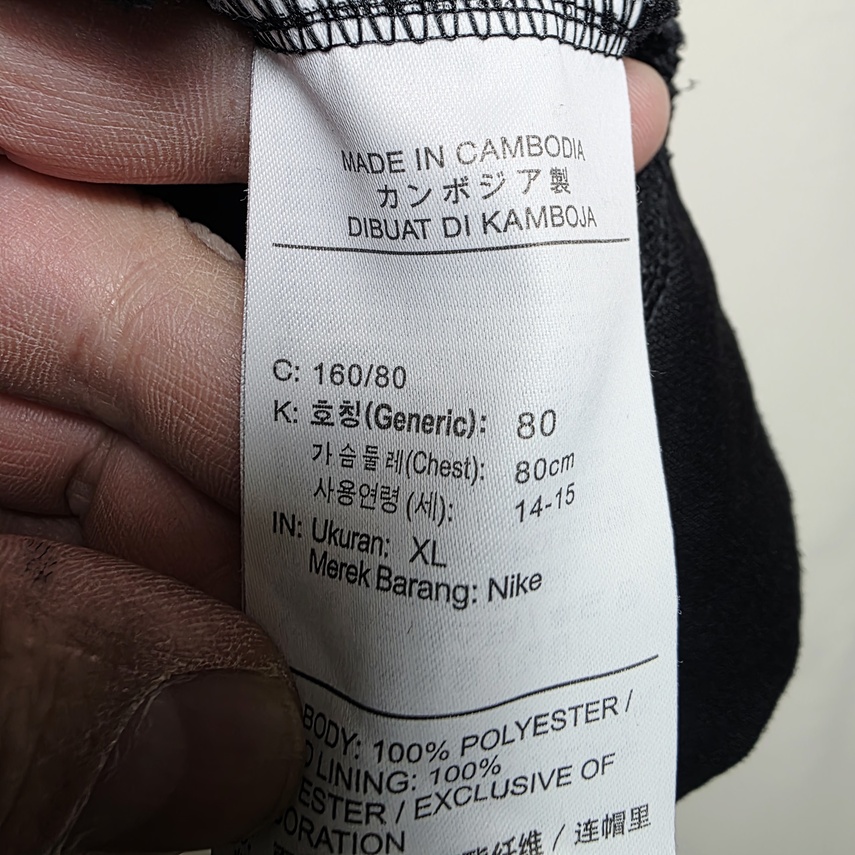 MADE IN CAMBODIA
カンボジア製
DIBUAT DI KAMBOJA
C: 160/80
K: 호칭(Generic): 80
가슴둘레(Chest): 80cm
사용연령 (세): 14-15
IN: Ukuran: XL
Merek Barang: Nike
BODY: 100% POLYESTER /
LINING: 100%
ESTER / EXCLUSIVE OF
ORATION
纤维 / 连帽里